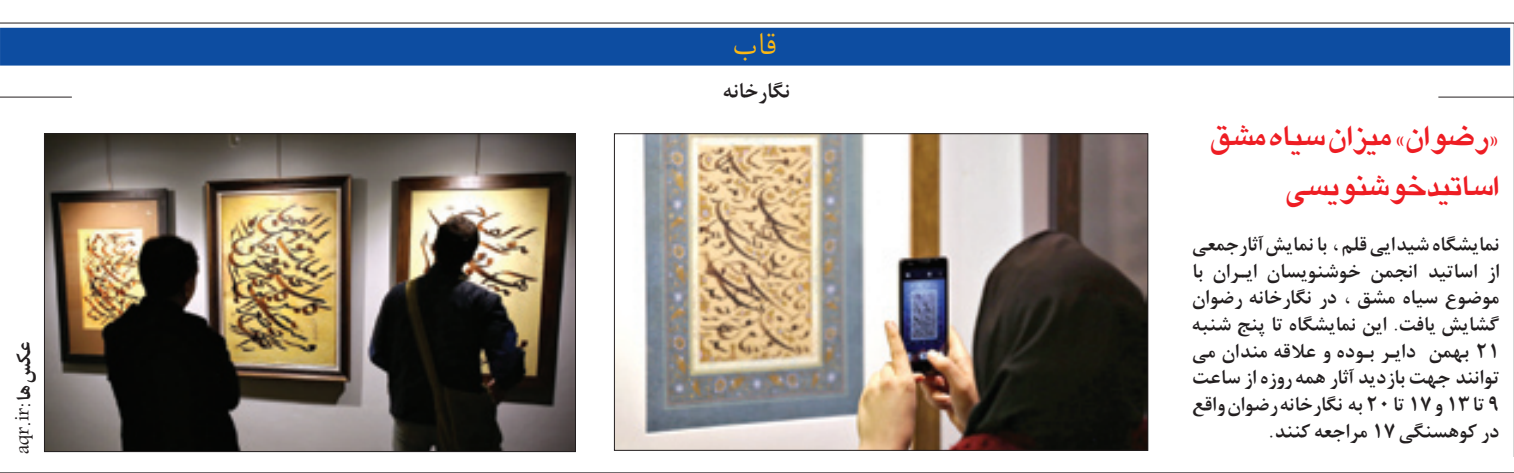 قاب
نگارخانه
«رضوان» میزان سیاه مشق
اساتیدخوشنویسی
نمایشگاه شیدایی قلم ، با نمایش آثار جمعی
از اساتید انجمن خوشنویسان ایـران با
موضوع سیاه مشق ، در نگارخانه رضوان
گشایش یافت. این نمایشگاه تا پنج شنبه
۲۱ بهمن دایـر بـوده و علاقه مندان می
توانند جهت بازدید آثار همه روزه از ساعت
۹ تا ۱۳ و ۱۷ تا ۲۰ به نگارخانه رضوان واقع
در کوهسنگی ۱۷ مراجعه کنند.
عکس ها: aqr.ir